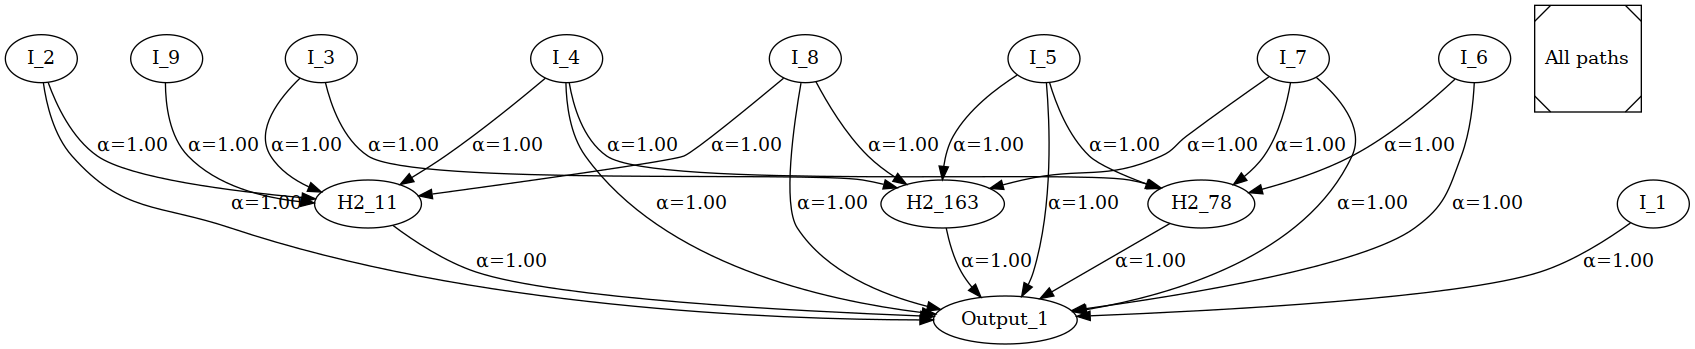 I_2 I_9 I_3 I_4 I_8 I_5 I_7 I_6 All paths
α=1.00 α=1.00 α=1.00 α=1.00 α=1.00 α=1.00 α=1.00 α=1.00 α=1.00 α=1.00 α=1.00 α=1.00 α=1.00
α=1.00 H2_11 α=1.00 α=1.00 H2_163 α=1.00 H2_78 α=1.00 α=1.00 I_1
α=1.00 α=1.00 α=1.00 α=1.00
Output_1